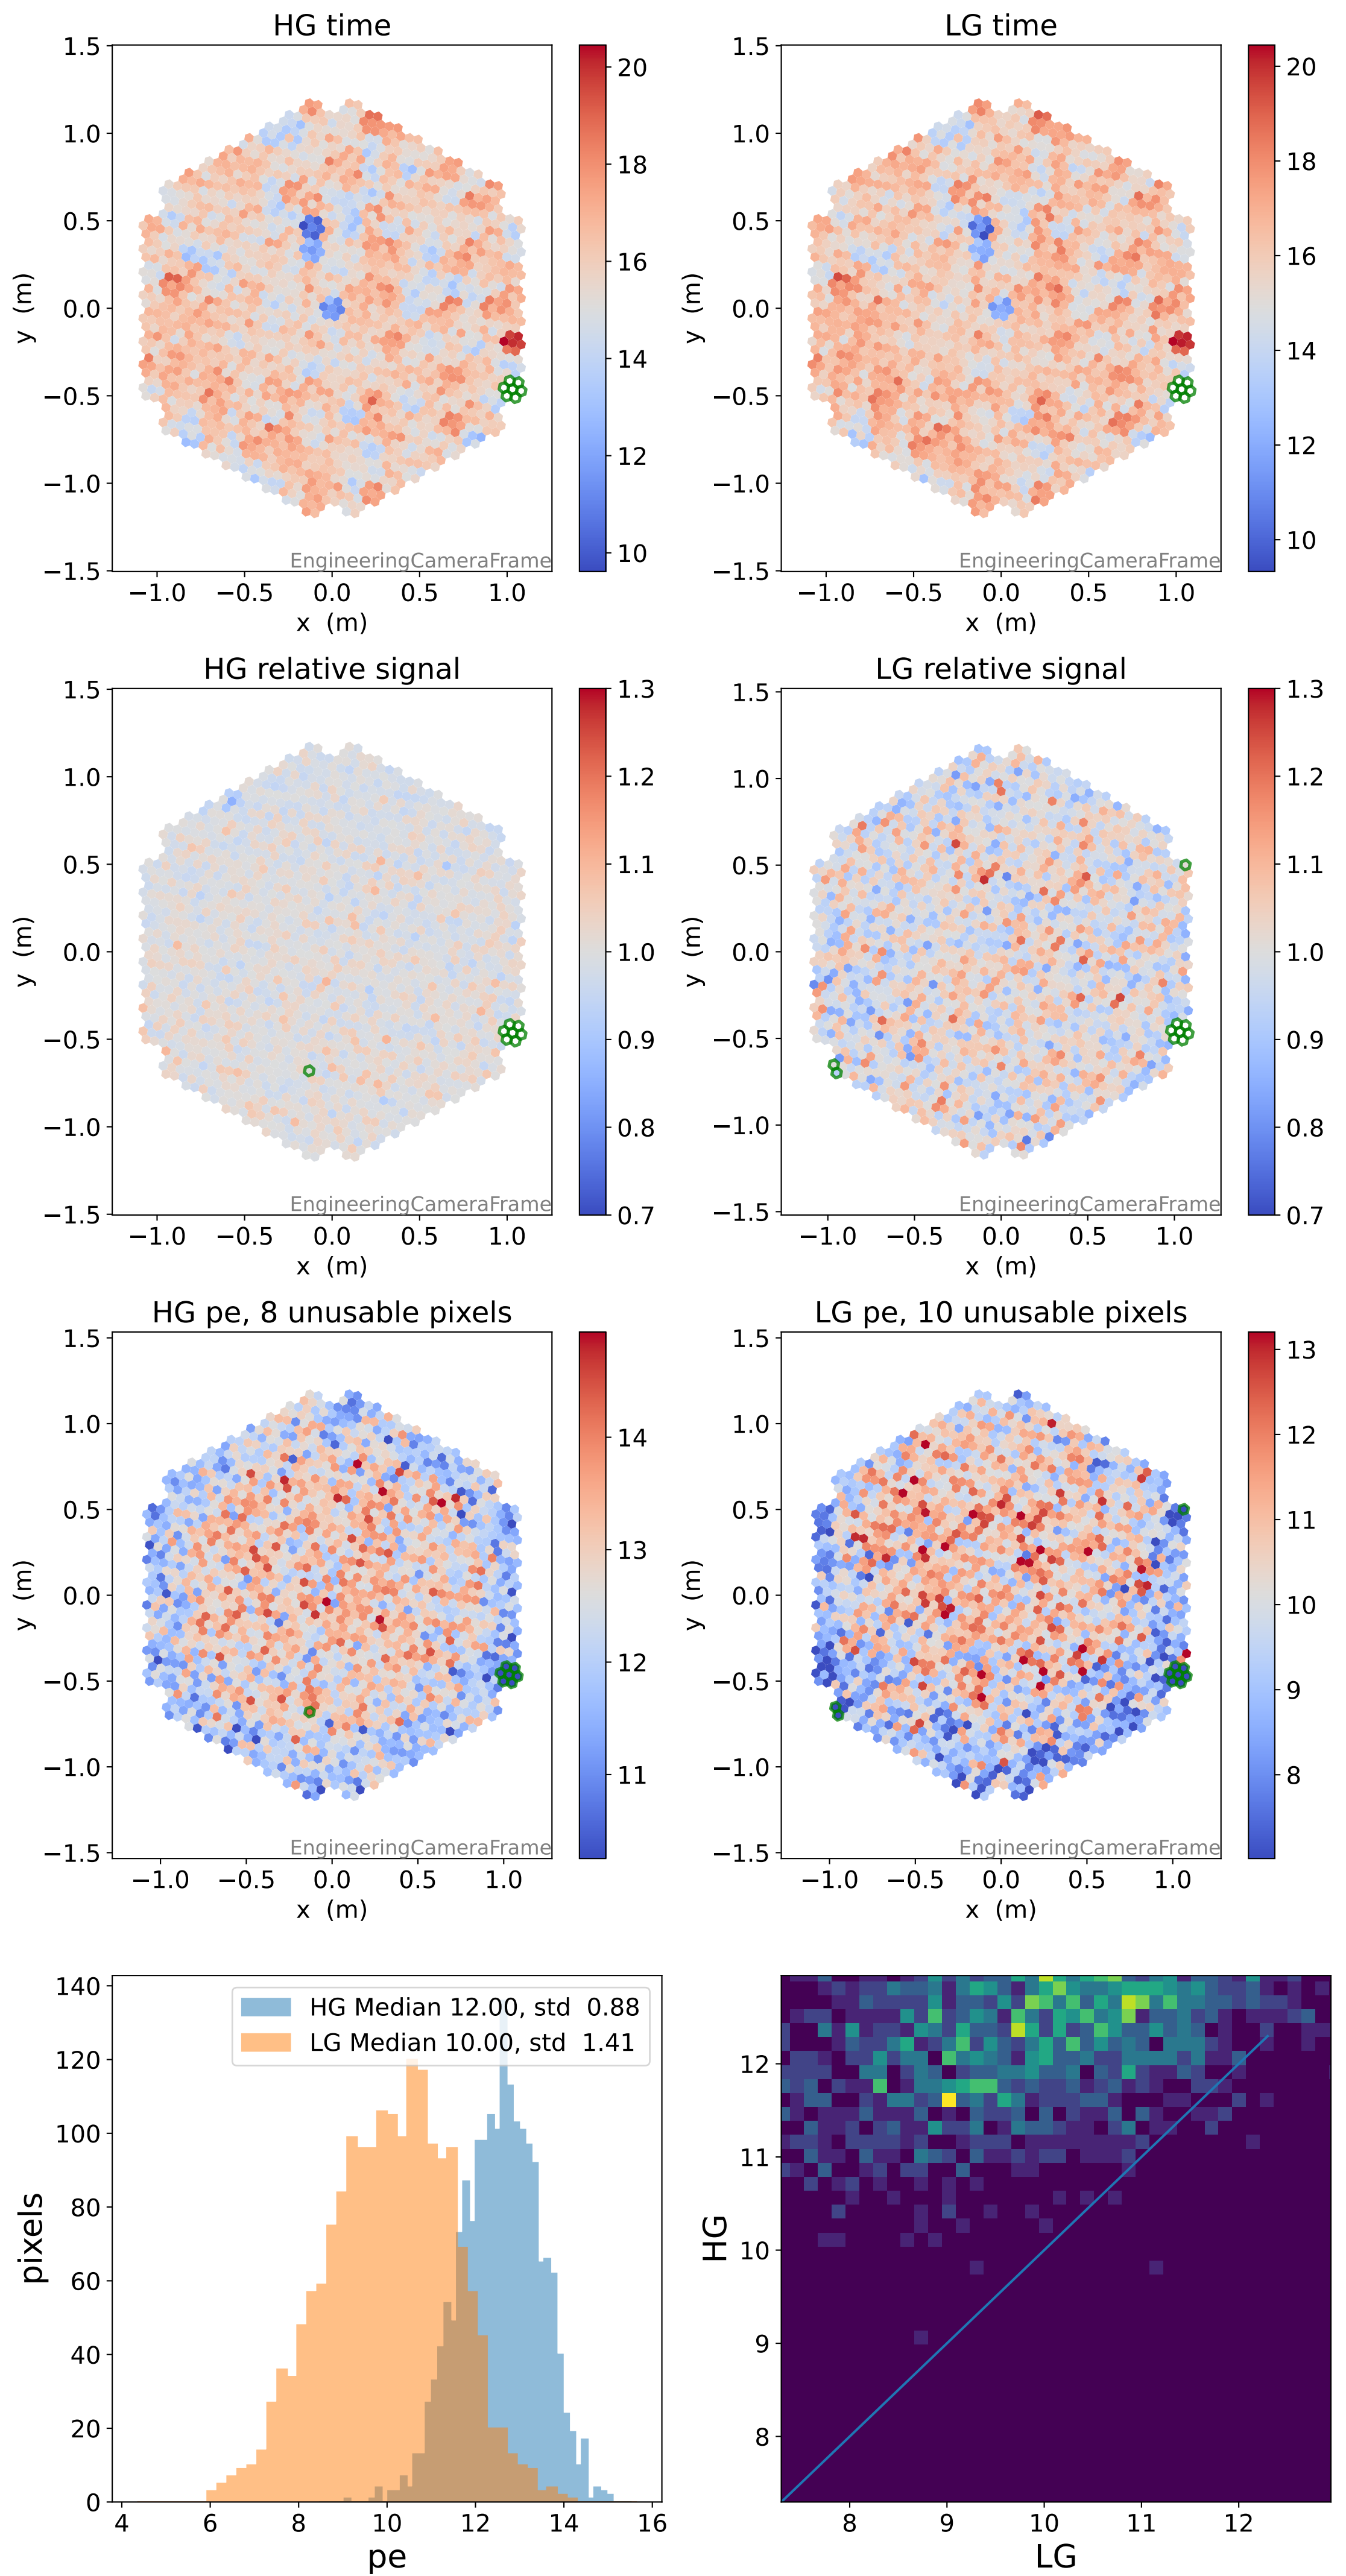 HG time
1.5
1.0
0.5
0.0
−0.5
−1.0
−1.5
y (m)
−1.0 −0.5 0.0 0.5 1.0
x (m)
EngineeringCameraFrame
20
18
16
14
12
10
LG time
1.5
1.0
0.5
0.0
−0.5
−1.0
−1.5
y (m)
−1.0 −0.5 0.0 0.5 1.0
x (m)
EngineeringCameraFrame
20
18
16
14
12
10
HG relative signal
1.5
1.0
0.5
0.0
−0.5
−1.0
−1.5
y (m)
−1.0 −0.5 0.0 0.5 1.0
x (m)
EngineeringCameraFrame
1.3
1.2
1.1
1.0
0.9
0.8
0.7
LG relative signal
1.5
1.0
0.5
0.0
−0.5
−1.0
−1.5
y (m)
−1.0 −0.5 0.0 0.5 1.0
x (m)
EngineeringCameraFrame
1.3
1.2
1.1
1.0
0.9
0.8
0.7
HG pe, 8 unusable pixels
1.5
1.0
0.5
0.0
−0.5
−1.0
−1.5
y (m)
−1.0 −0.5 0.0 0.5 1.0
x (m)
EngineeringCameraFrame
14
13
12
11
LG pe, 10 unusable pixels
1.5
1.0
0.5
0.0
−0.5
−1.0
−1.5
y (m)
−1.0 −0.5 0.0 0.5 1.0
x (m)
EngineeringCameraFrame
13
12
11
10
9
8
140
120
100
80
60
40
20
0
pixels
HG Median 12.00, std 0.88
LG Median 10.00, std 1.41
4 6 8 10 12 14 16
pe
12
11
10
9
8
HG
8 9 10 11 12
LG